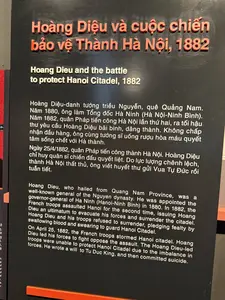 Hoàng Diệu và cuộc chiến
bảo vệ Thành Hà Nội, 1882
Hoang Dieu and the battle
to protect Hanoi Citadel, 1882
Hoàng Diệu-danh tướng triều Nguyễn, quê Quảng Nam.
Năm 1880, ông làm Tổng đốc Hà Ninh (Hà Nội-Ninh Bình).
Năm 1882, quân Pháp tiến công Hà Nội lần thứ hai, ra tối hậu
thư yêu cầu Hoàng Diệu bãi binh, dâng thành. Không chấp
nhận đầu hàng, ông cùng tướng sĩ uống rượu hòa máu quyết
tâm sống chết với Hà thành.
Ngày 25/4/1882, quân Pháp tiến công thành Hà Nội. Hoàng Diệu
chỉ huy quân sĩ chiến đấu quyết liệt. Do lực lượng chênh lệch,
thành Hà Nội thất thủ, ông viết huyết thư gửi Vua Tự Đức rồi
tuẫn tiết.
Hoang Dieu, who hailed from Quang Nam Province, was a
well-known general of the Nguyen dynasty. He was appointed the
governor-general of Ha Ninh (Hanoi-Ninh Binh) in 1880. In 1882, the
French troops assaulted Hanoi for the second time, issuing Hoang
Dieu an ultimatum to evacuate his forces and surrender the citadel.
Hoang Dieu and his troops refused to surrender, pledging fealty by
swallowing blood and swearing to guard Hanoi Citadel.
On April 25, 1882, the French troops stormed Hanoi citadel. Hoang
Dieu led his forces to fight oppose the assault. The Hoang Dieu-led
troops were unable to protect Hanoi Citadel due to the imbalance in
forces. He wrote a will to Tu Duc King, and then committed suicide.